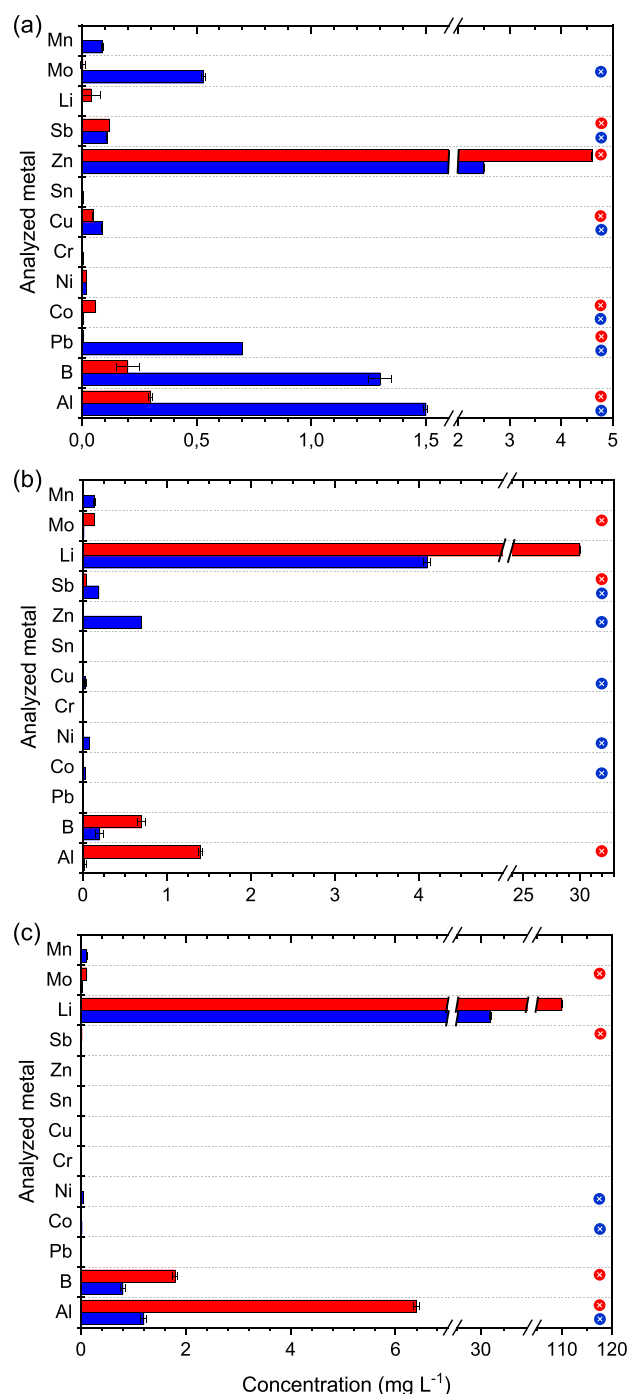 (a)
Analyzed metal
Mn
Mo
Li
Sb
Zn
Sn
Cu
Cr
Ni
Co
Pb
B
Al
0,0 0,5 1,0 1,5 2 3 4 5
(b)
Analyzed metal
Mn
Mo
Li
Sb
Zn
Sn
Cu
Cr
Ni
Co
Pb
B
Al
0 1 2 3 4 25 30
(c)
Analyzed metal
Mn
Mo
Li
Sb
Zn
Sn
Cu
Cr
Ni
Co
Pb
B
Al
0 2 4 6 30 110 120
Concentration (mg L⁻¹)